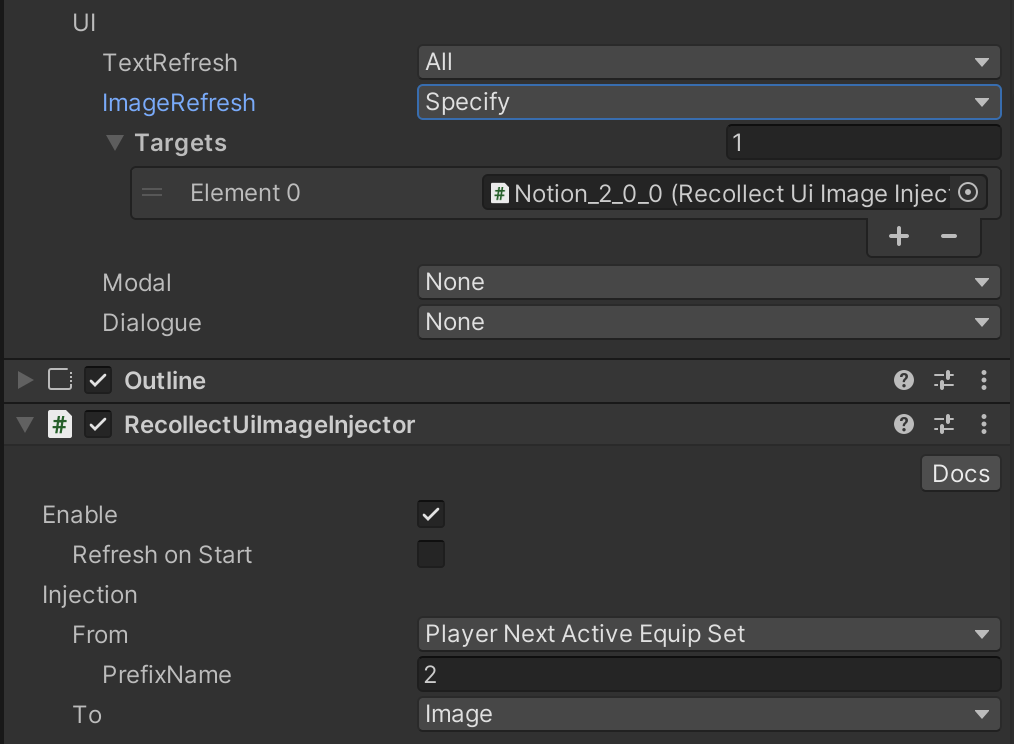 UI
TextRefresh All
ImageRefresh Specify
Targets 1
Element 0 # Notion_2_0_0 (Recollect Ui Image Injec
+ −
Modal None
Dialogue None
Outline
# RecollectUiImageInjector
Docs
Enable
Refresh on Start
Injection
From Player Next Active Equip Set
PrefixName 2
To Image